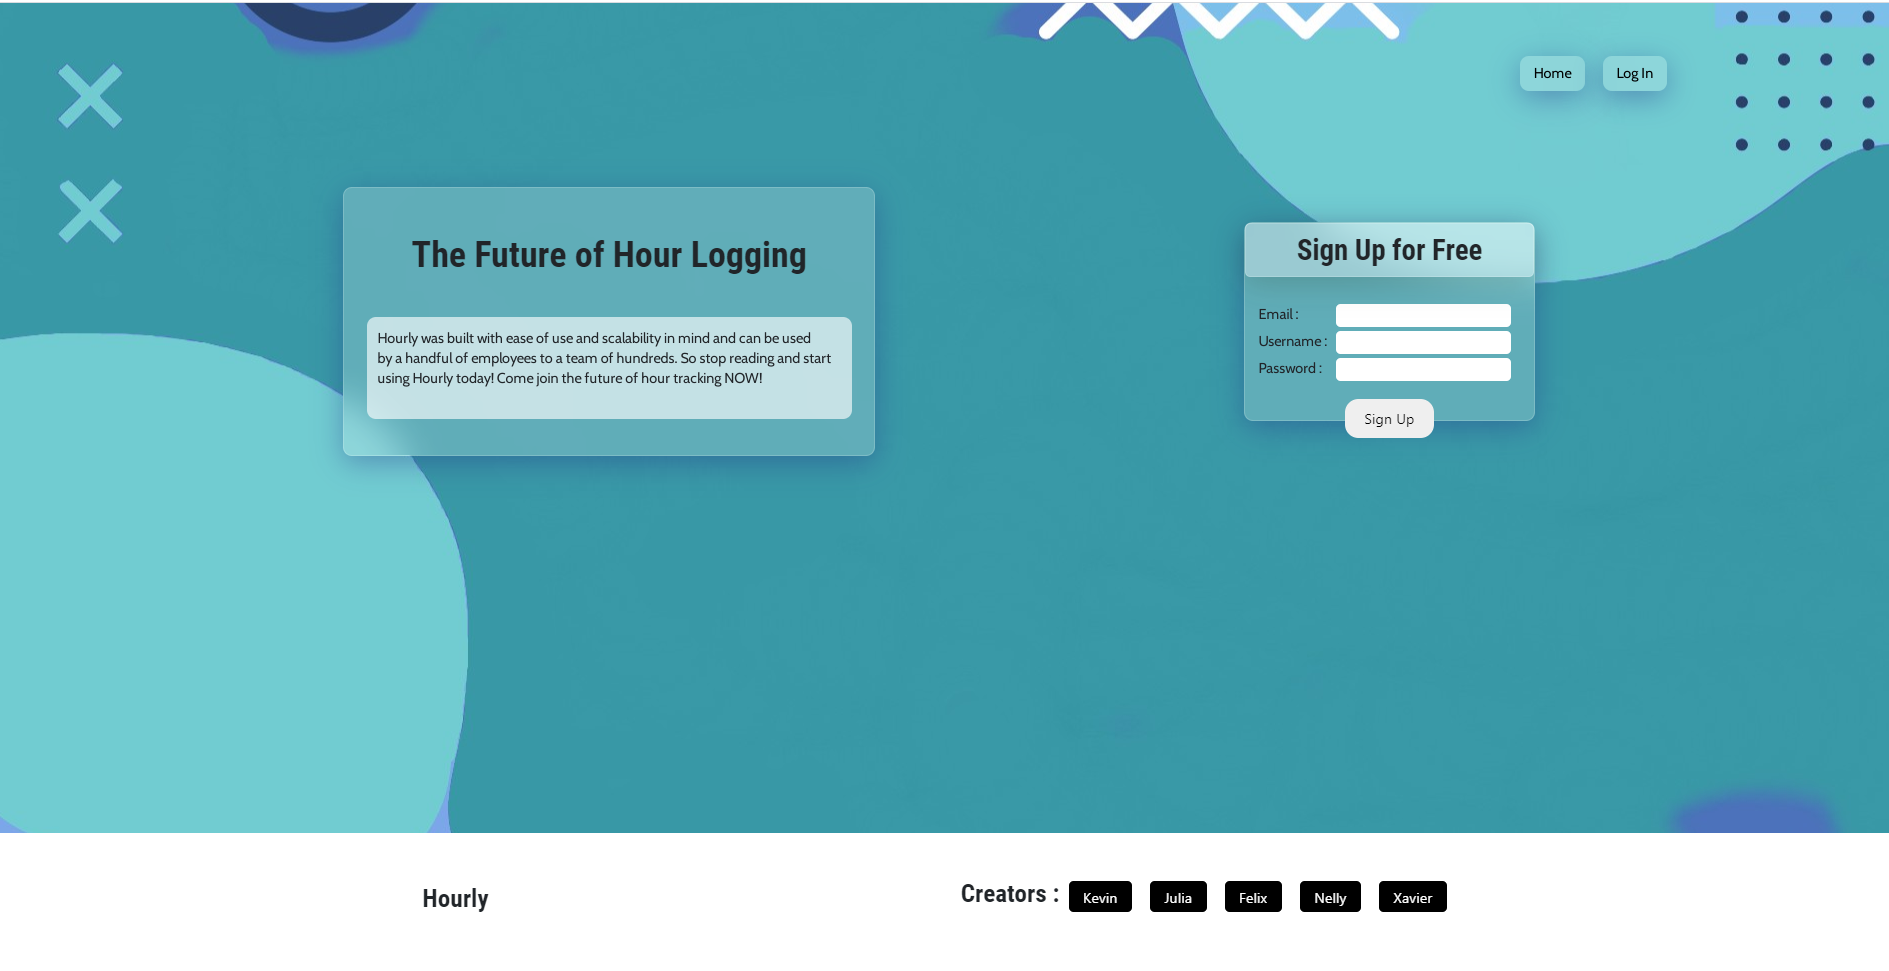 Home
Log In
The Future of Hour Logging
Hourly was built with ease of use and scalability in mind and can be used
by a handful of employees to a team of hundreds. So stop reading and start
using Hourly today! Come join the future of hour tracking NOW!
Sign Up for Free
Email :
Username :
Password :
Sign Up
Hourly
Creators :
Kevin
Julia
Felix
Nelly
Xavier